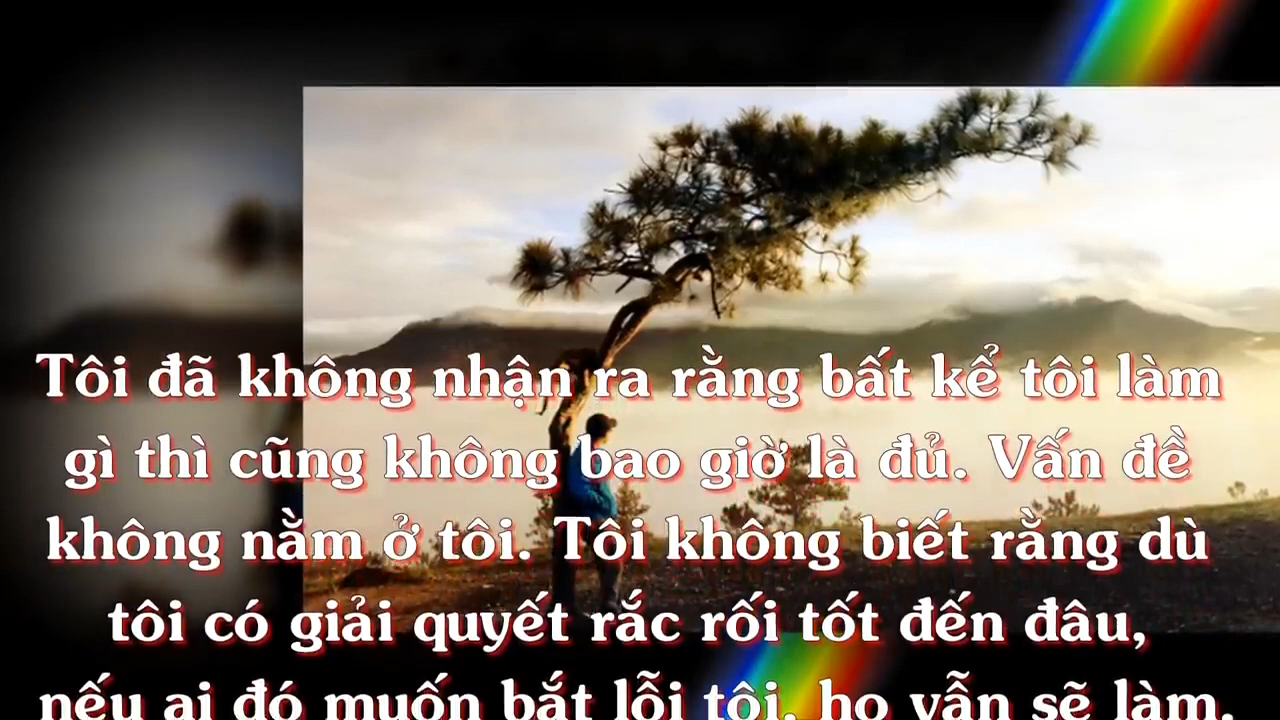 Tôi đã không nhận ra rằng bất kể tôi làm
gì thì cũng không bao giờ là đủ. Vấn đề
không nằm ở tôi. Tôi không biết rằng dù
tôi có giải quyết rắc rối tốt đến đâu,
nếu ai đó muốn bắt lỗi tôi, họ vẫn sẽ làm.